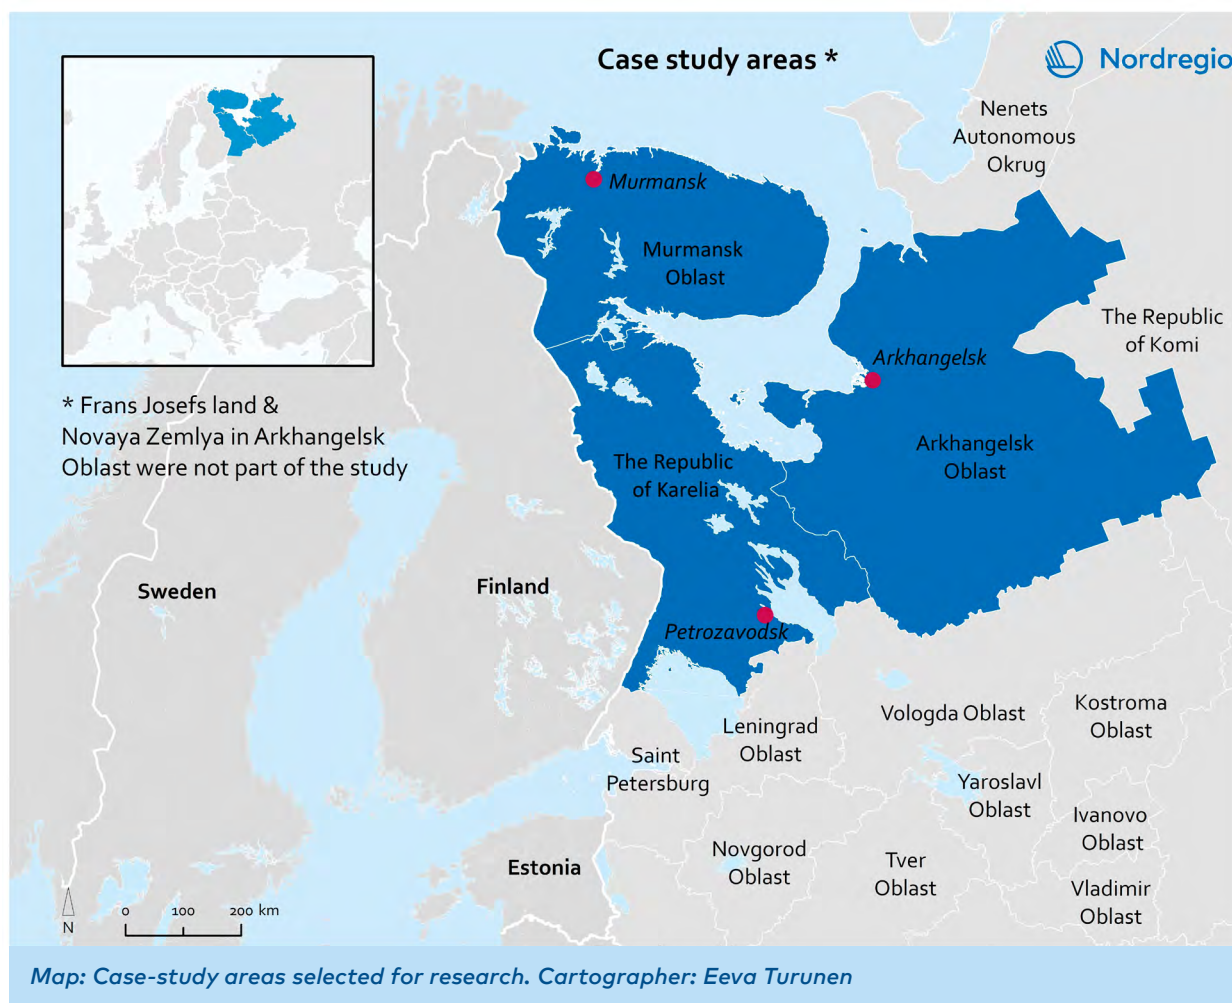 Case study areas *
Nordregio
Nenets
Autonomous
Okrug
Murmansk
Murmansk
Oblast
The Republic
of Komi
Arkhangelsk
* Frans Josefs land &
Novaya Zemlya in Arkhangelsk
Oblast were not part of the study
Arkhangelsk
Oblast
The Republic
of Karelia
Sweden
Finland
Petrozavodsk
Leningrad
Oblast
Vologda Oblast
Kostroma
Oblast
Saint
Petersburg
Yaroslavl
Oblast
Ivanovo
Oblast
Estonia
Novgorod
Oblast
Tver
Oblast
Vladimir
Oblast
N
0 100 200 km
Map: Case-study areas selected for research. Cartographer: Eeva Turunen